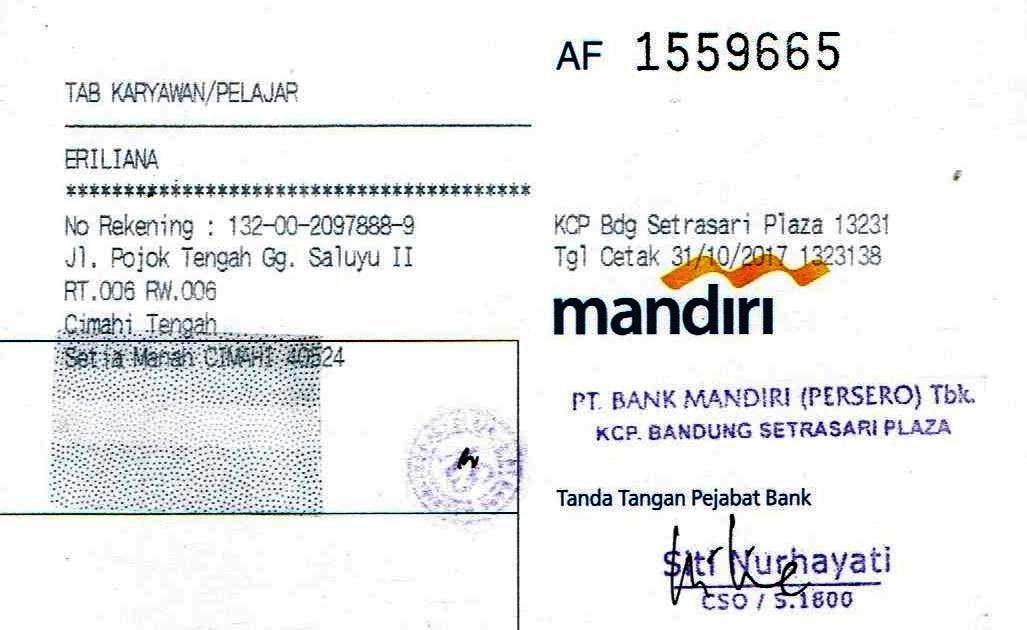 AF 1559665
TAB KARYAWAN/PELAJAR
ERILIANA
****************************************
No Rekening : 132-00-2097888-9
Jl. Pojok Tengah Gg. Saluyu II
RT.006 RW.006
Cimahi Tengah
Setia Manah CIMAHI 40524
KCP Bdg Setrasari Plaza 13231
Tgl Cetak 31/10/2017 1323138
mandiri
PT. BANK MANDIRI (PERSERO) Tbk.
KCP. BANDUNG SETRASARI PLAZA
Tanda Tangan Pejabat Bank
Siti Nurhayati
CSO / S.1800